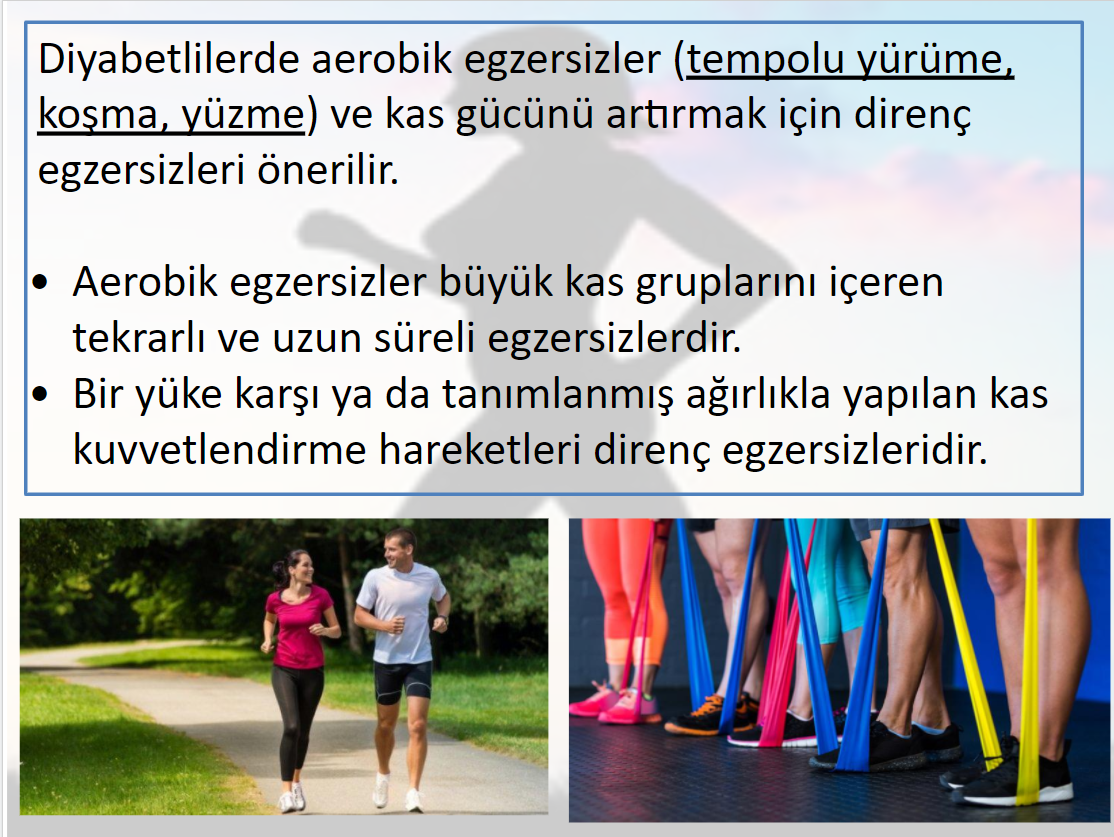 Diyabetlilerde aerobik egzersizler (tempolu yürüme,
koşma, yüzme) ve kas gücünü artırmak için direnç
egzersizleri önerilir.
• Aerobik egzersizler büyük kas gruplarını içeren
tekrarlı ve uzun süreli egzersizlerdir.
• Bir yüke karşı ya da tanımlanmış ağırlıkla yapılan kas
kuvvetlendirme hareketleri direnç egzersizleridir.